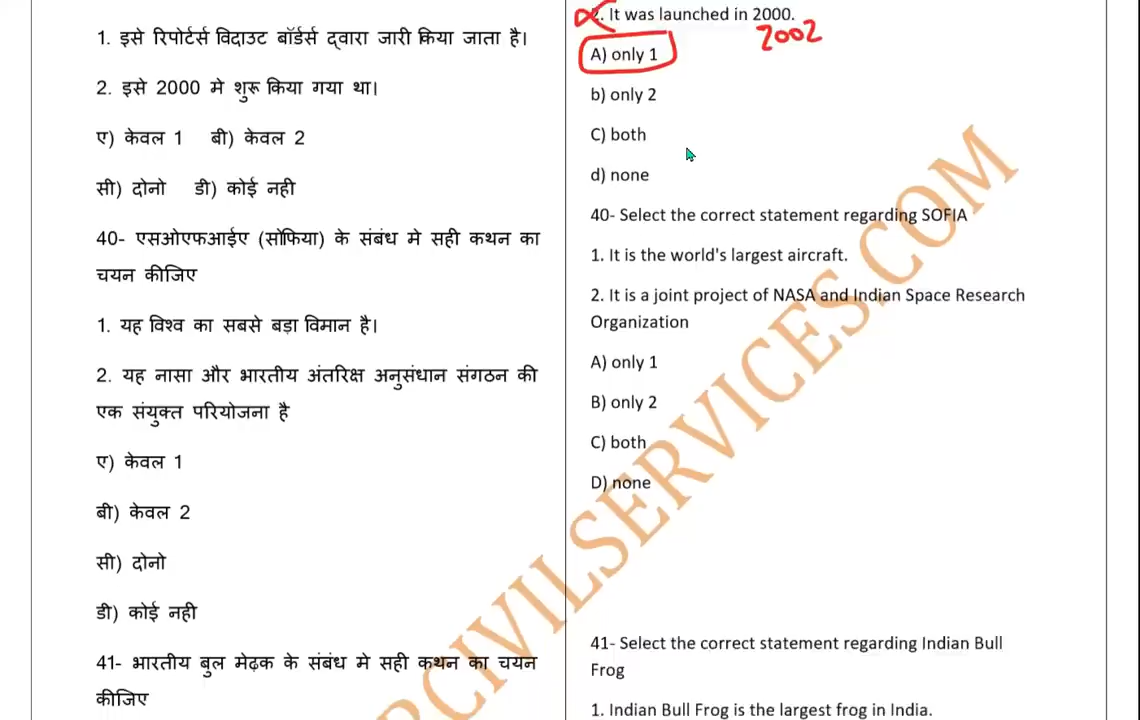 1. इसे रिपोर्टर्स विदाउट बॉर्डर्स द्वारा जारी किया जाता है।
2. इसे 2000 मे शुरू किया गया था।
ए) केवल 1 बी) केवल 2
सी) दोनो डी) कोई नही
40- एसओएफआईए (सोफिया) के संबंध मे सही कथन का
चयन कीजिए
1. यह विश्व का सबसे बड़ा विमान है।
2. यह नासा और भारतीय अंतरिक्ष अनुसंधान संगठन की
एक संयुक्त परियोजना है
ए) केवल 1
बी) केवल 2
सी) दोनो
डी) कोई नही
41- भारतीय बुल मेढ़क के संबंध मे सही कथन का चयन
कीजिए
2. It was launched in 2000.
2002
A) only 1
b) only 2
C) both
d) none
40- Select the correct statement regarding SOFIA
1. It is the world's largest aircraft.
2. It is a joint project of NASA and Indian Space Research
Organization
A) only 1
B) only 2
C) both
D) none
41- Select the correct statement regarding Indian Bull
Frog
1. Indian Bull Frog is the largest frog in India.
RCIVILSERVICES.COM